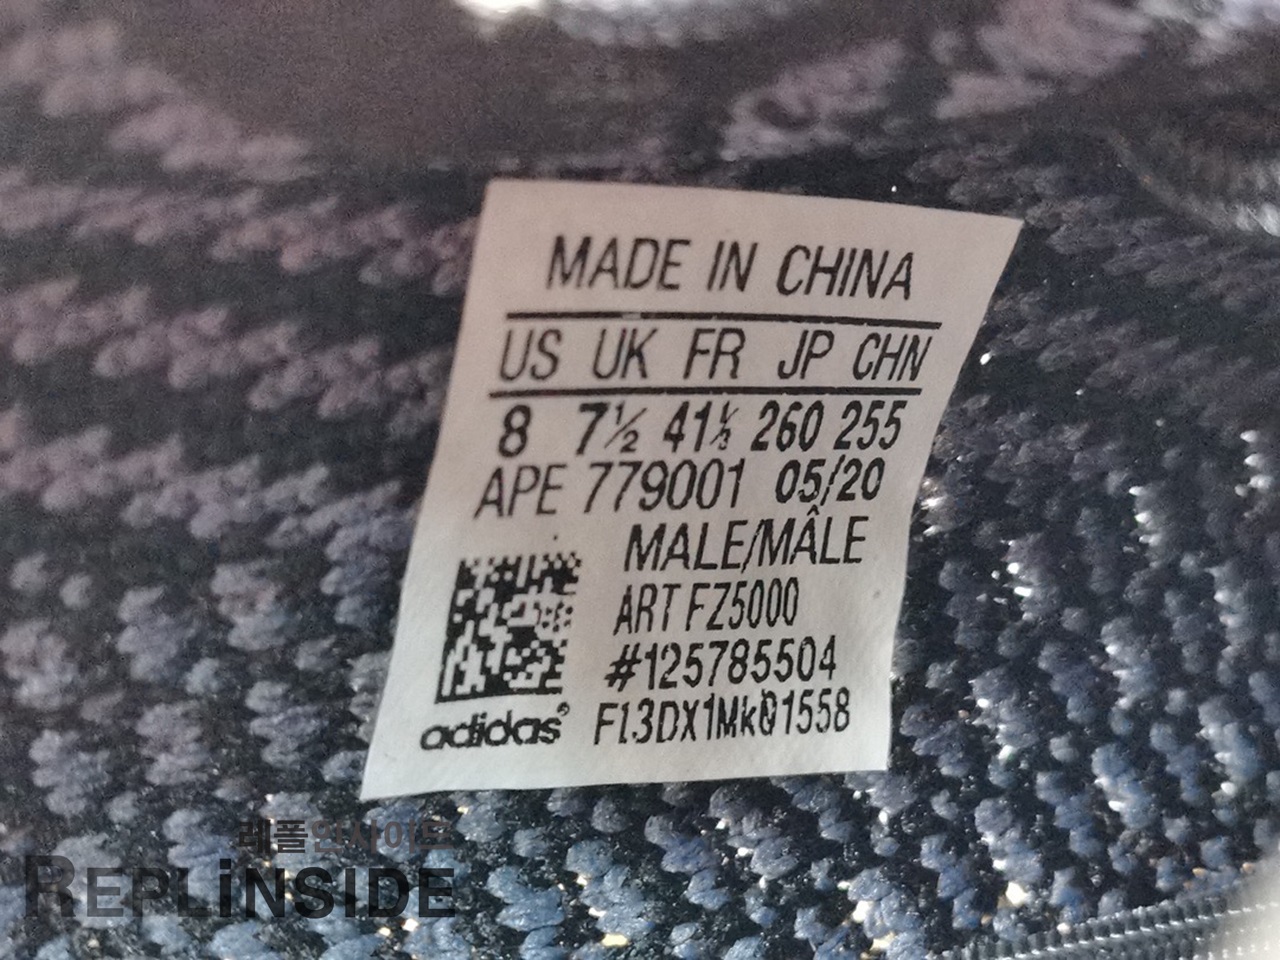 MADE IN CHINA
US UK FR JP CHN
8 7½ 41⅓ 260 255
APE 779001 05/20
MALE/MÂLE
ART FZ5000
#125785504
adidas® FL3DX1Mk01558
레플인사이드
REPLiNSIDE